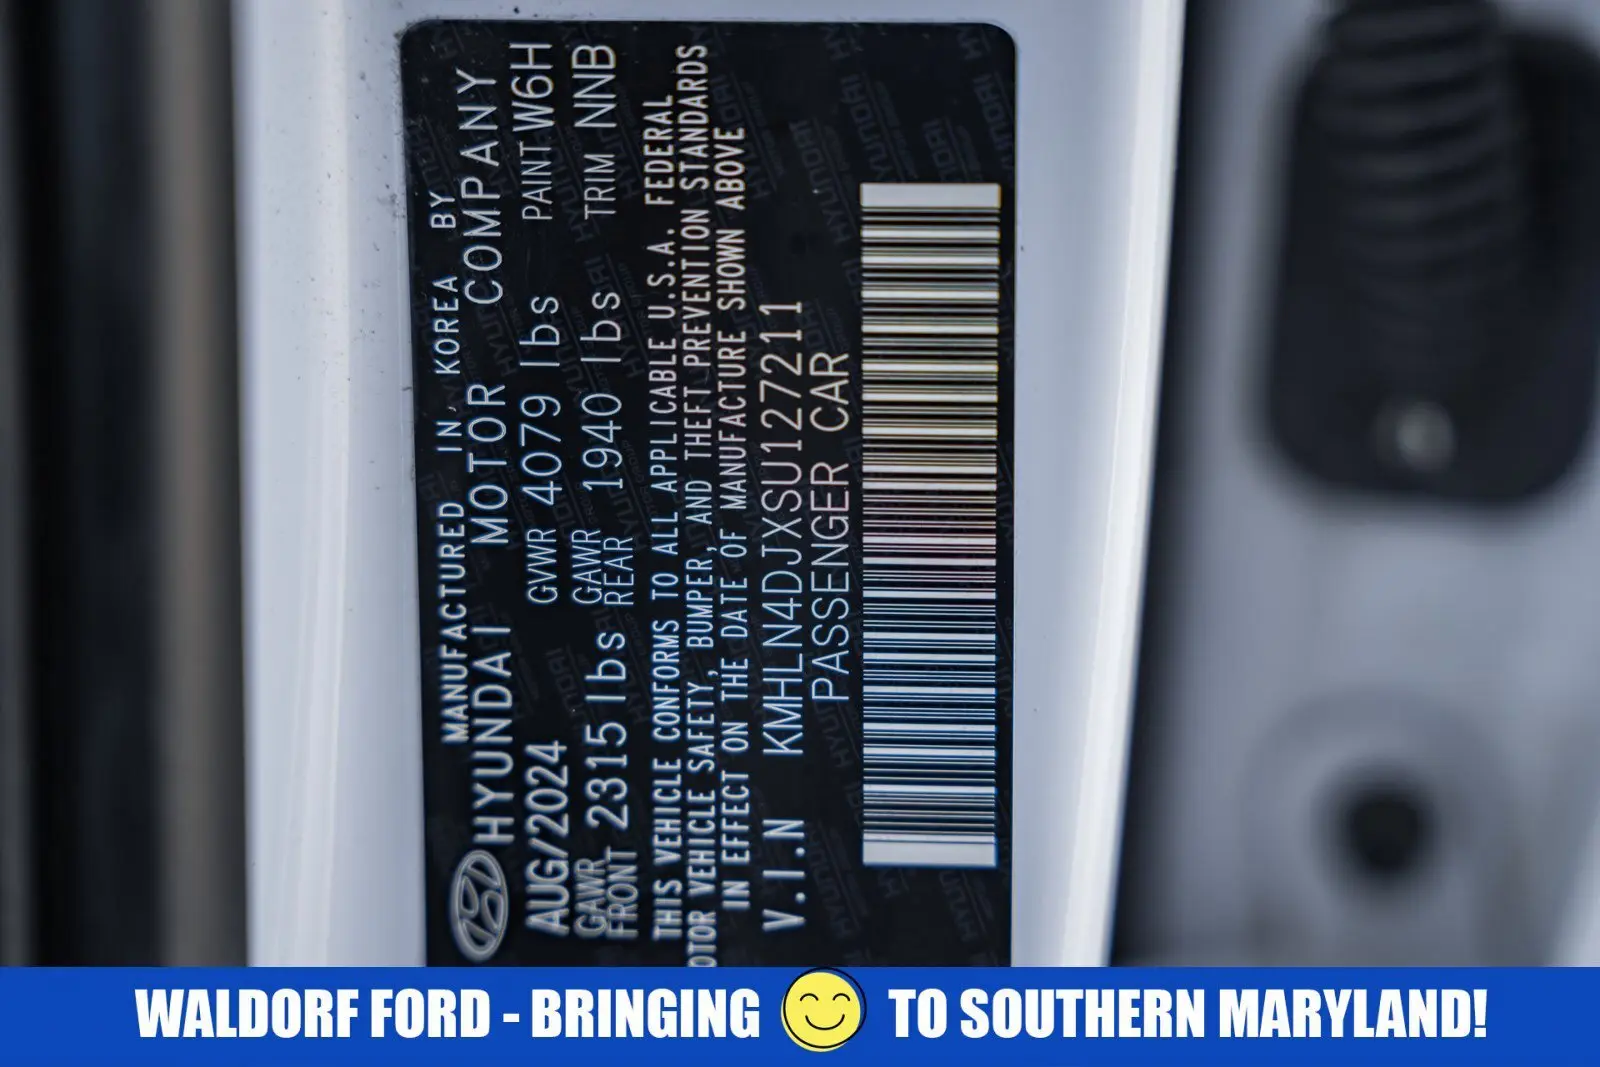 MANUFACTURED IN KOREA BY
HYUNDAI MOTOR COMPANY
AUG/2024 GVWR 4079 lbs PAINT W6H
GAWR FRONT 2315 lbs GAWR REAR 1940 lbs TRIM NNB
THIS VEHICLE CONFORMS TO ALL APPLICABLE U.S.A. FEDERAL
OTOR VEHICLE SAFETY, BUMPER, AND THEFT PREVENTION STANDARDS
IN EFFECT ON THE DATE OF MANUFACTURE SHOWN ABOVE
V.I.N KMHLN4DJXSU127211
PASSENGER CAR
WALDORF FORD - BRINGING TO SOUTHERN MARYLAND!